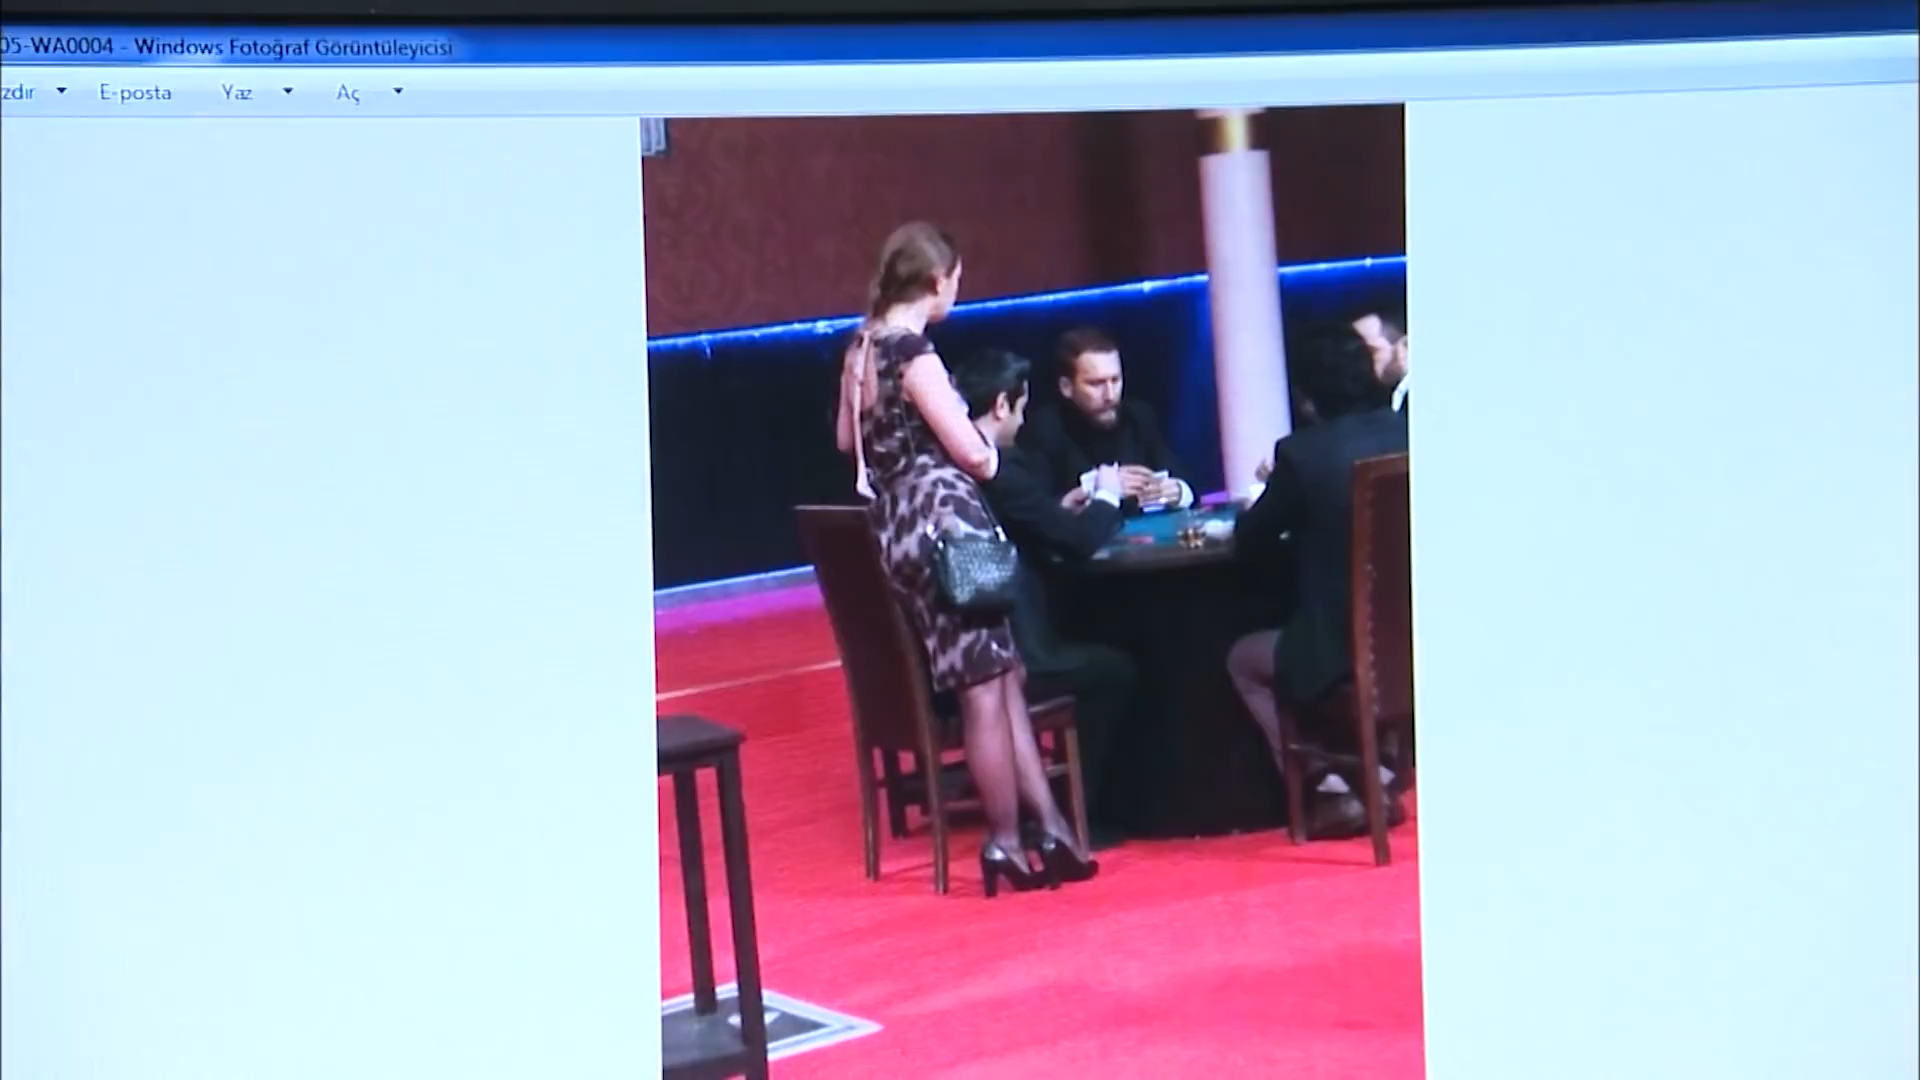 05-WA0004 - Windows Fotoğraf Görüntüleyicisi
zdır E-posta Yaz Aç